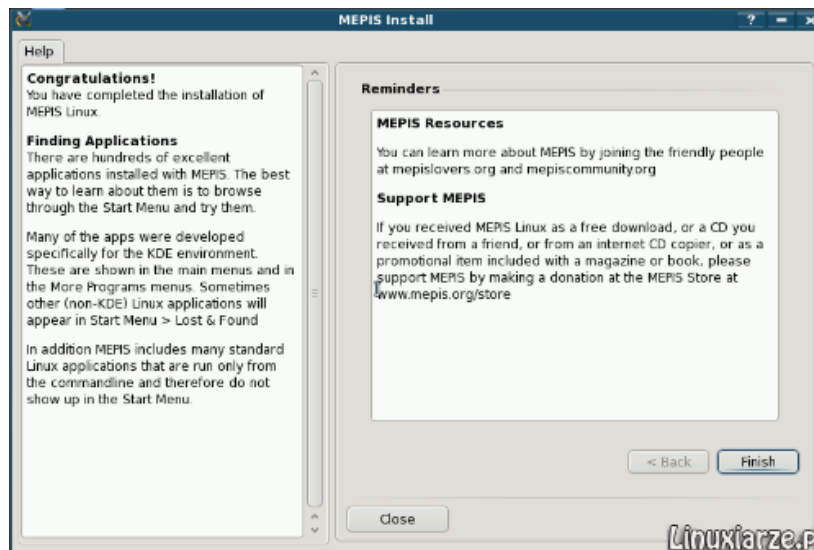 MEPIS Install
Help
Congratulations!
You have completed the installation of
MEPIS Linux.
Finding Applications
There are hundreds of excellent
applications installed with MEPIS. The best
way to learn about them is to browse
through the Start Menu and try them.
Many of the apps were developed
specifically for the KDE environment.
These are shown in the main menus and in
the More Programs menus. Sometimes
other (non-KDE) Linux applications will
appear in Start Menu > Lost & Found
In addition MEPIS includes many standard
Linux applications that are run only from
the commandline and therefore do not
show up in the Start Menu.
Reminders
MEPIS Resources
You can learn more about MEPIS by joining the friendly people
at mepislovers.org and mepiscommunity.org
Support MEPIS
If you received MEPIS Linux as a free download, or a CD you
received from a friend, or from an internet CD copier, or as a
promotional item included with a magazine or book, please
support MEPIS by making a donation at the MEPIS Store at
www.mepis.org/store
< Back
Finish
Close
Linuxiarze.p